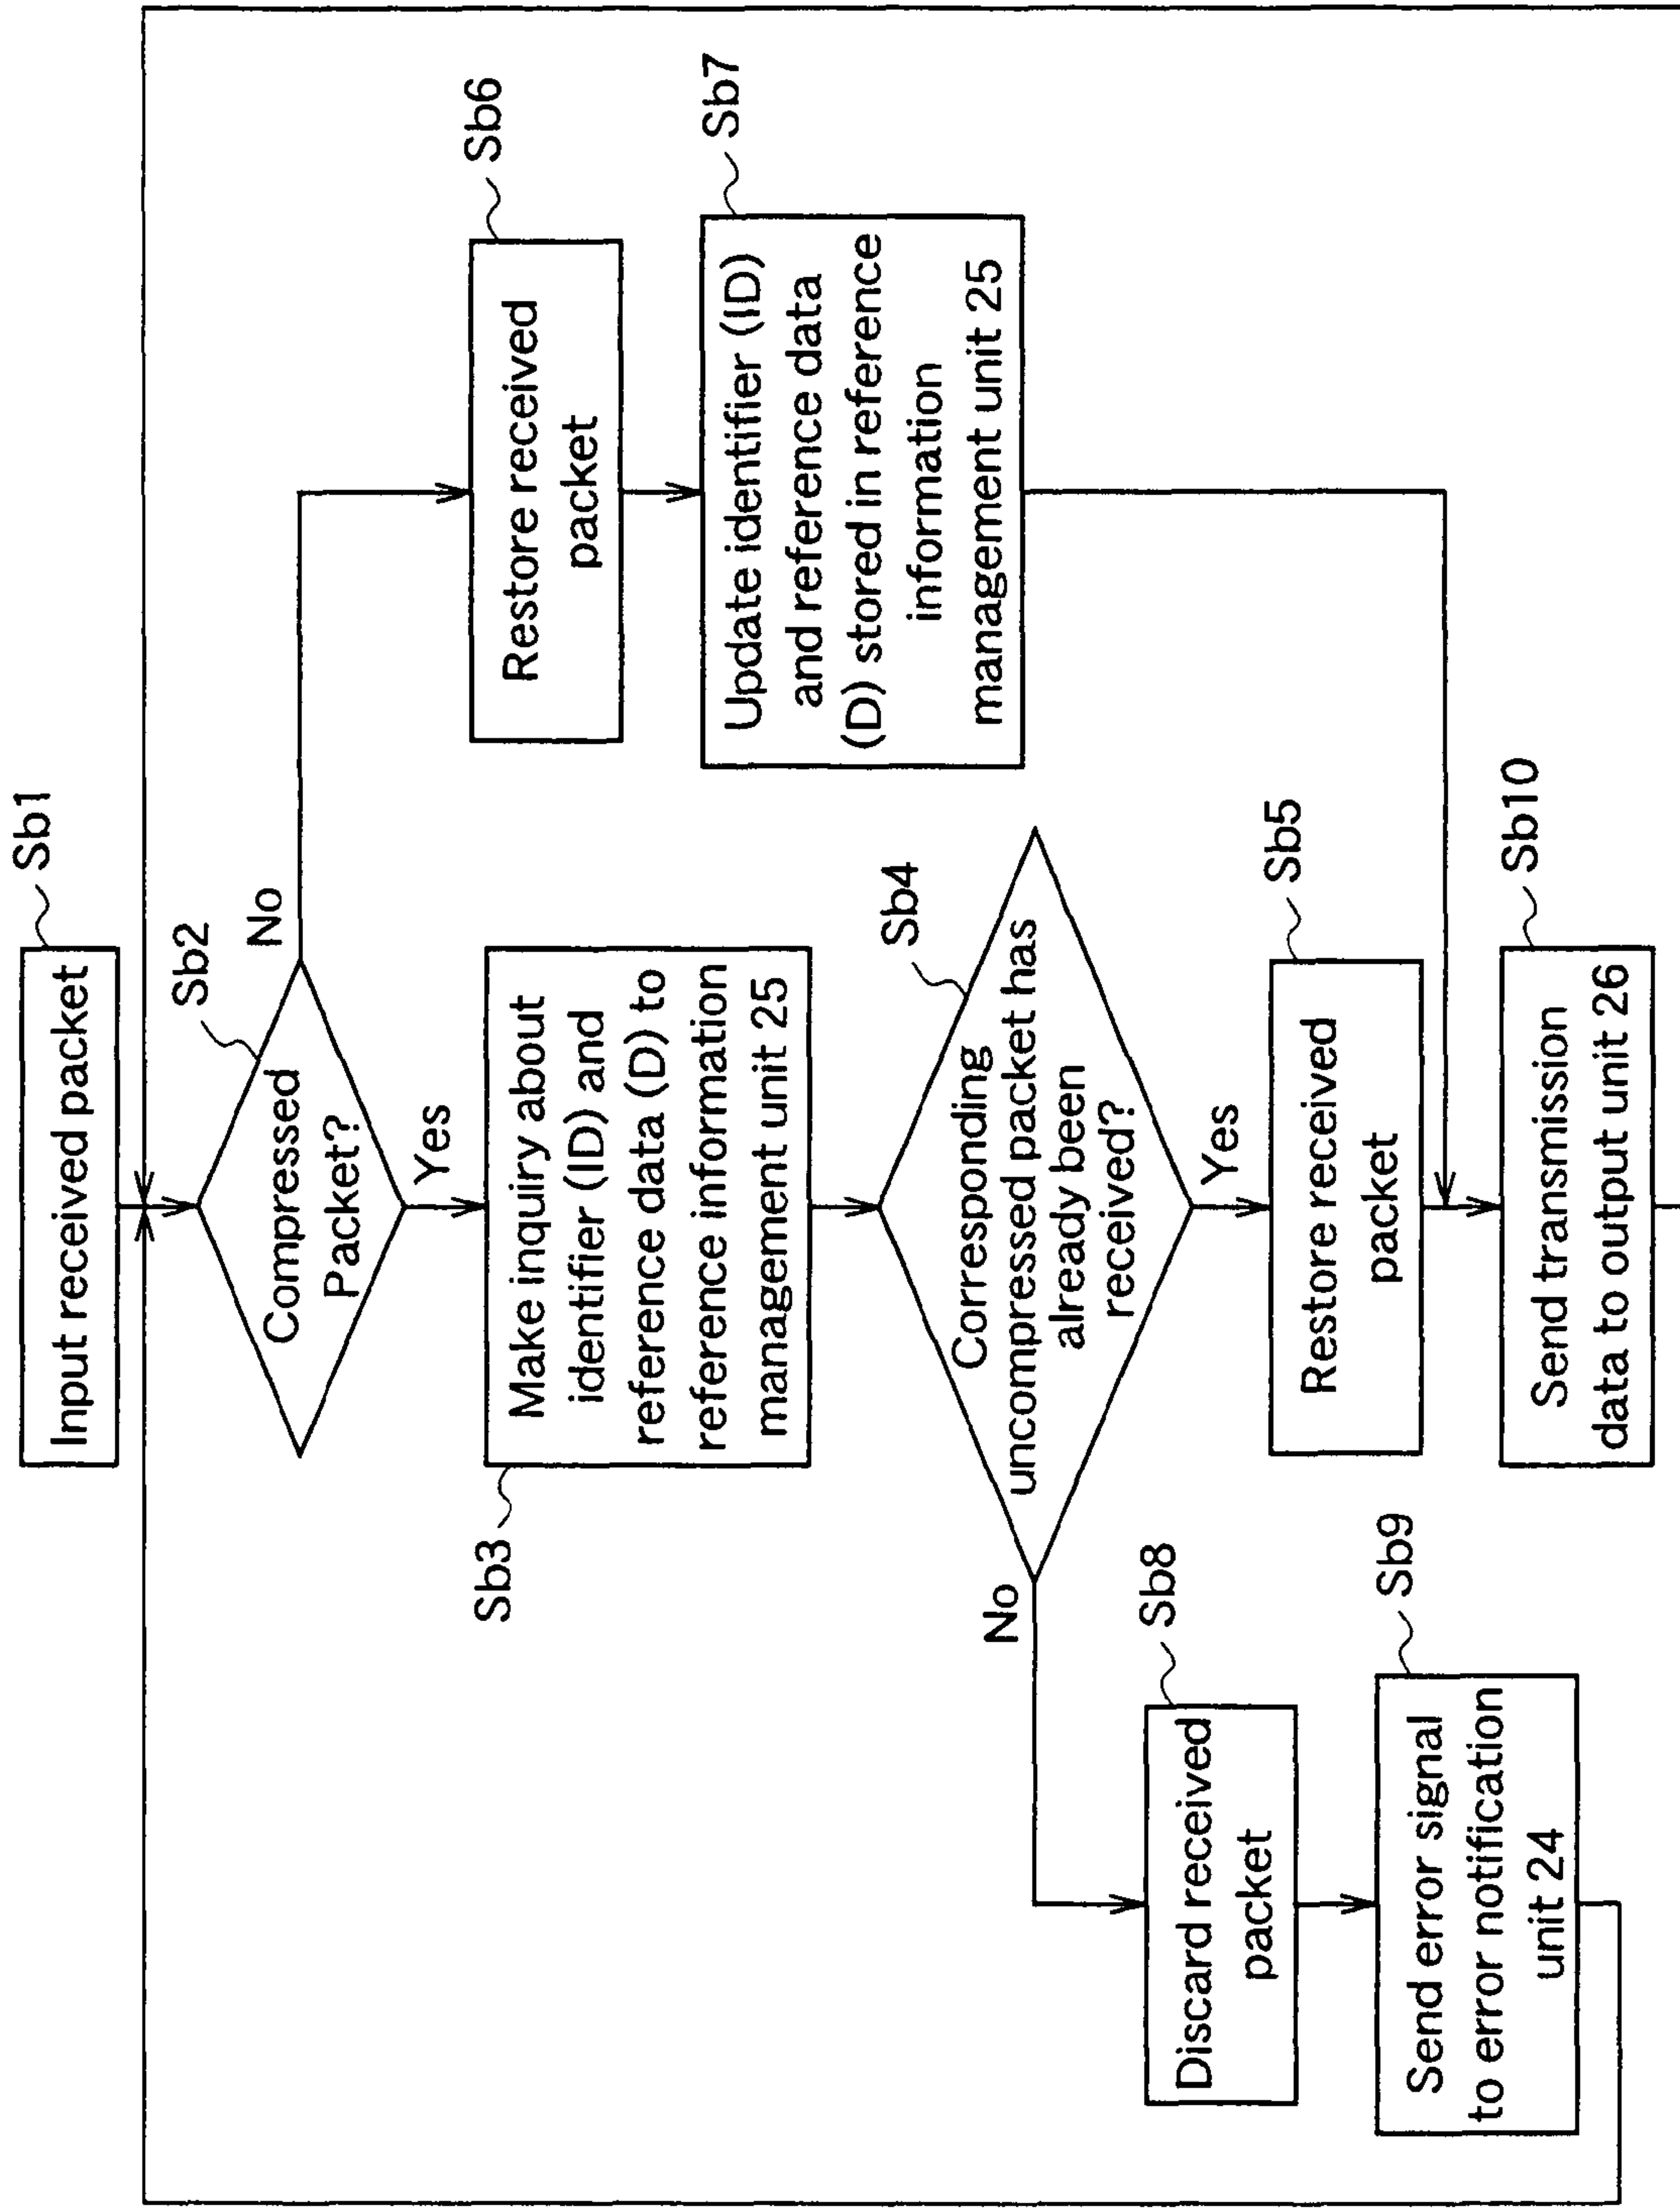 Input received packet
Sb1
Compressed
Packet?
Sb2
No
Yes
Make inquiry about
identifier (ID) and
reference data (D) to
reference information
management unit 25
Sb3
Restore received
packet
Sb6
Update identifier (ID)
and reference data
(D) stored in reference
information
management unit 25
Sb7
Corresponding
uncompressed packet has
already been
received?
Sb4
No
Yes
Discard received
packet
Sb8
Send error signal
to error notification
unit 24
Sb9
Restore received
packet
Sb5
Send transmission
data to output unit 26
Sb10